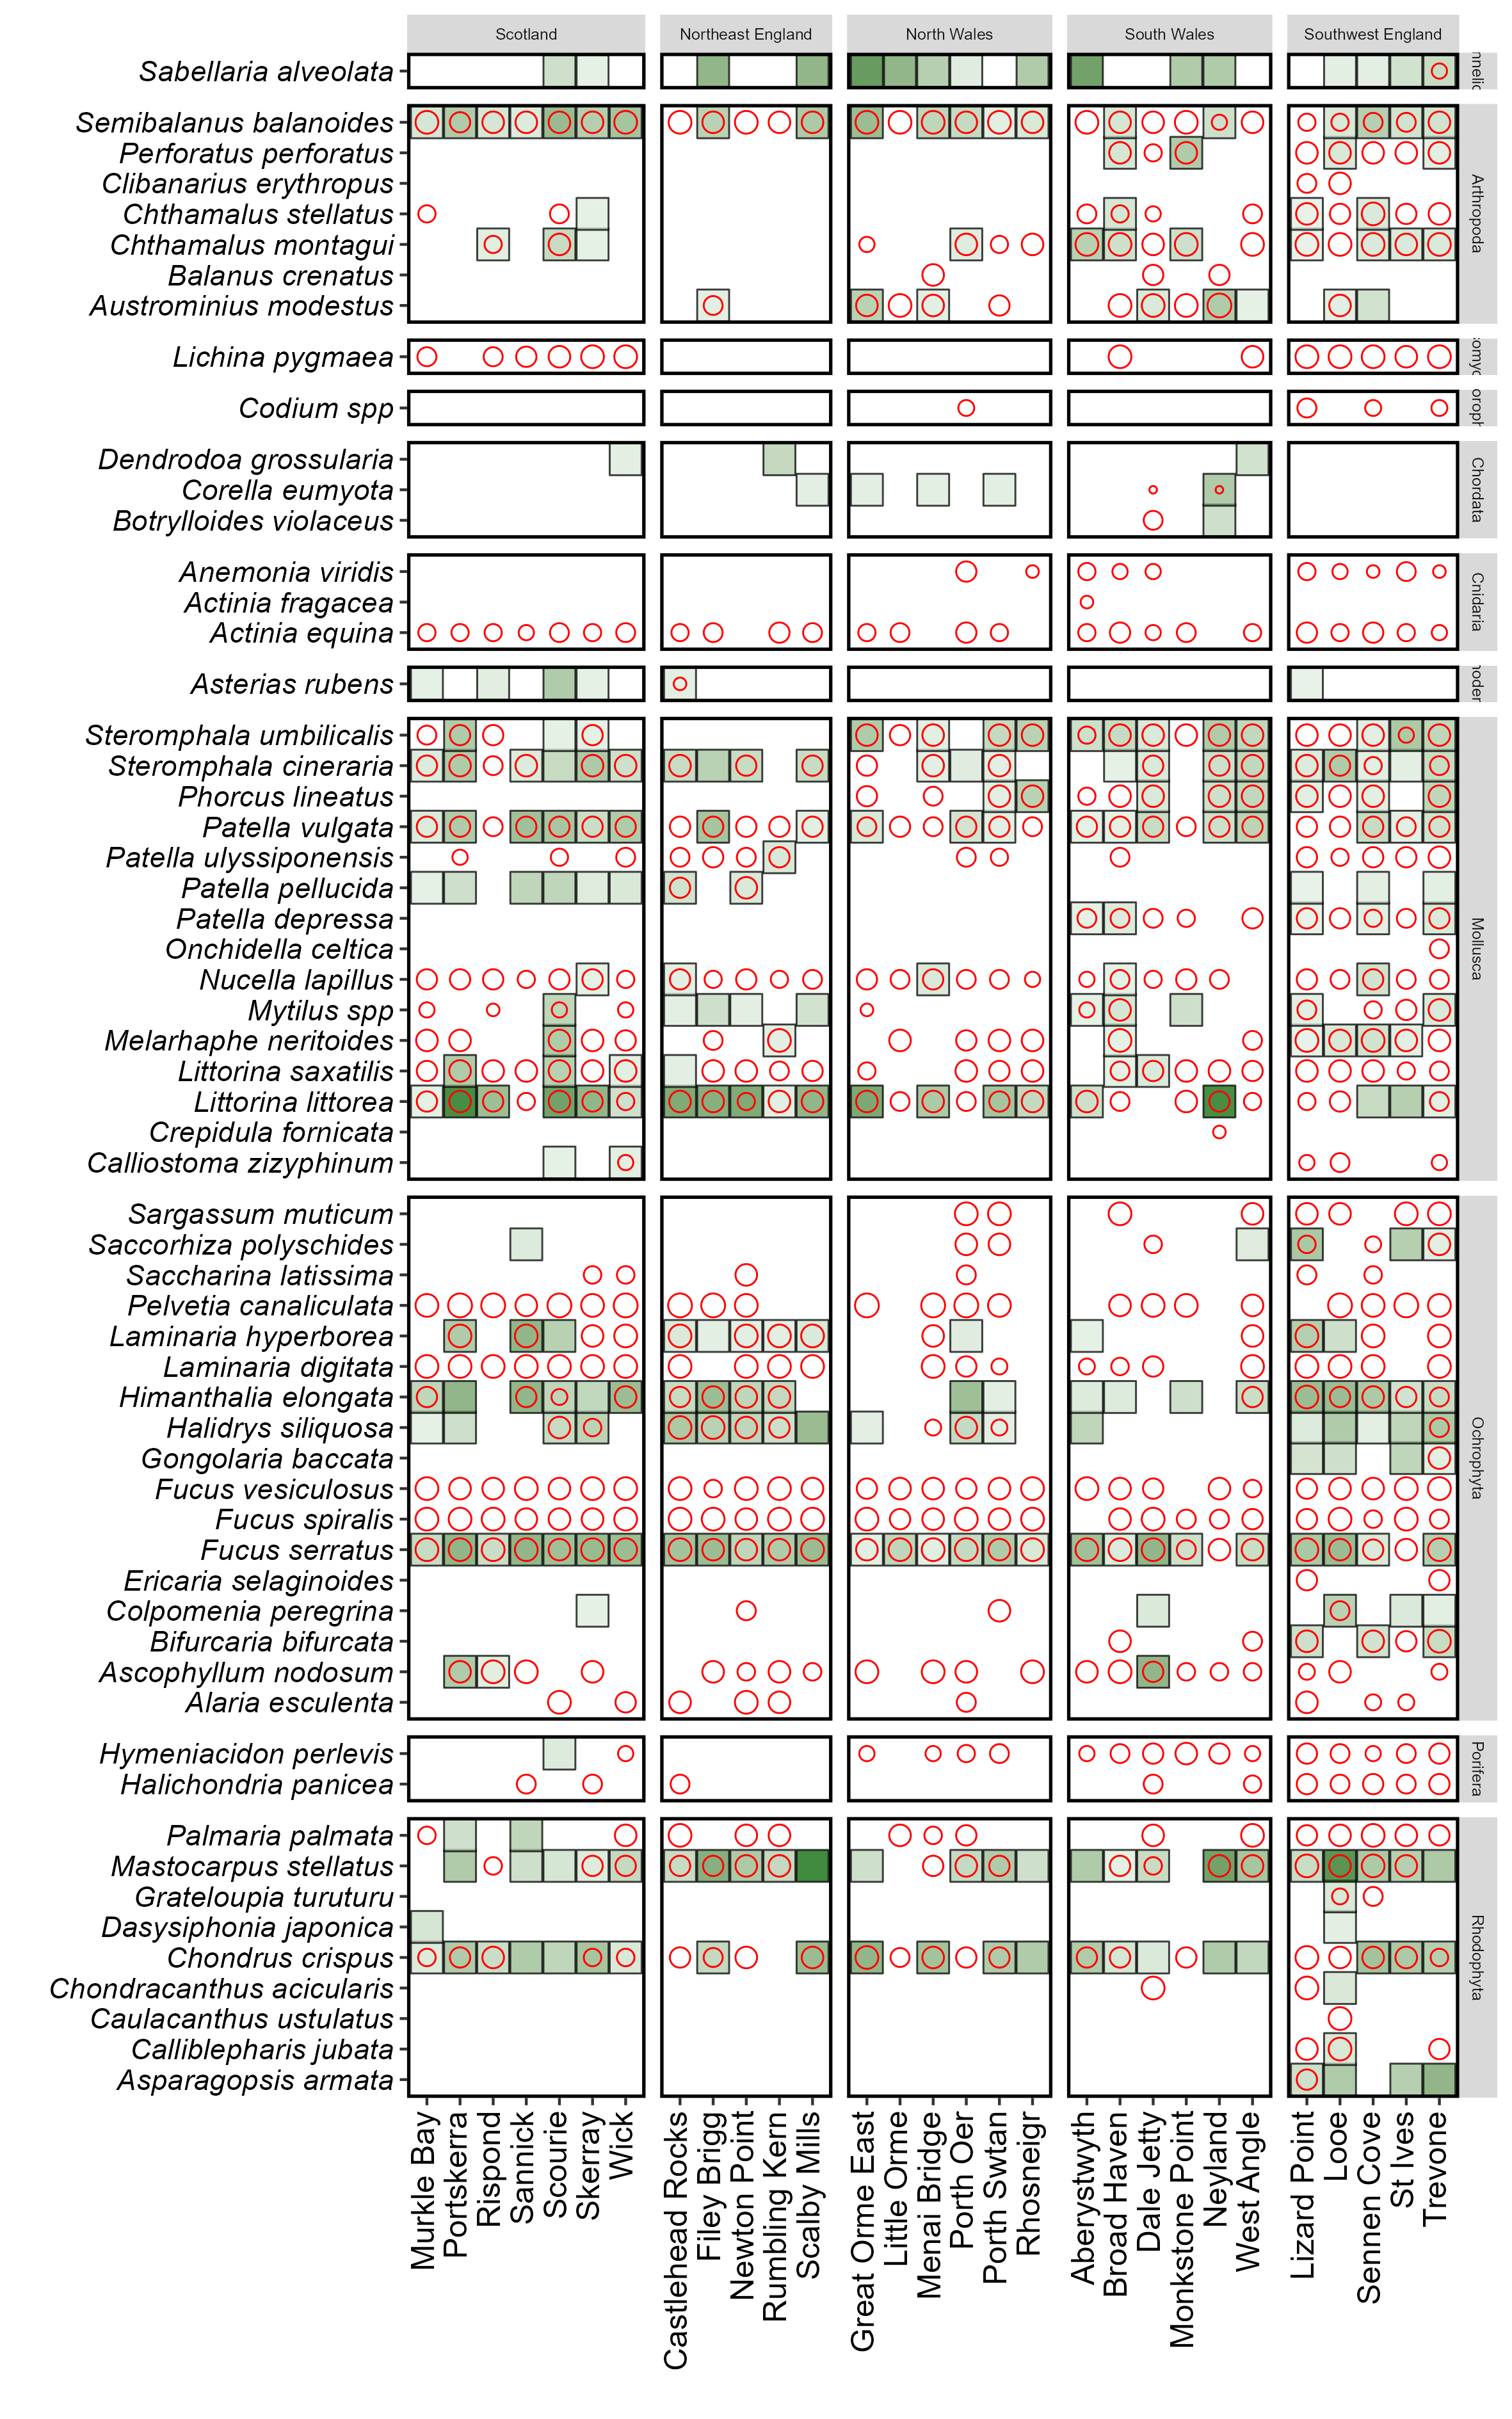 Scotland
Northeast England
North Wales
South Wales
Southwest England
Sabellaria alveolata
Semibalanus balanoides
Perforatus perforatus
Clibanarius erythropus
Chthamalus stellatus
Chthamalus montagui
Balanus crenatus
Austrominius modestus
Arthropoda
Lichina pygmaea
Codium spp
Dendrodoa grossularia
Corella eumyota
Botrylloides violaceus
Chordata
Anemonia viridis
Actinia fragacea
Actinia equina
Cnidaria
Asterias rubens
Steromphala umbilicalis
Steromphala cineraria
Phorcus lineatus
Patella vulgata
Patella ulyssiponensis
Patella pellucida
Patella depressa
Onchidella celtica
Nucella lapillus
Mytilus spp
Melarhaphe neritoides
Littorina saxatilis
Littorina littorea
Crepidula fornicata
Calliostoma zizyphinum
Mollusca
Sargassum muticum
Saccorhiza polyschides
Saccharina latissima
Pelvetia canaliculata
Laminaria hyperborea
Laminaria digitata
Himanthalia elongata
Halidrys siliquosa
Gongolaria baccata
Fucus vesiculosus
Fucus spiralis
Fucus serratus
Ericaria selaginoides
Colpomenia peregrina
Bifurcaria bifurcata
Ascophyllum nodosum
Alaria esculenta
Ochrophyta
Hymeniacidon perlevis
Halichondria panicea
Porifera
Palmaria palmata
Mastocarpus stellatus
Grateloupia turuturu
Dasysiphonia japonica
Chondrus crispus
Chondracanthus acicularis
Caulacanthus ustulatus
Calliblepharis jubata
Asparagopsis armata
Rhodophyta
Murkle Bay
Portskerra
Rispond
Sannick
Scourie
Skerray
Wick
Castlehead Rocks
Filey Brigg
Newton Point
Rumbling Kern
Scalby Mills
Great Orme East
Little Orme
Menai Bridge
Porth Oer
Porth Swtan
Rhosneigr
Aberystwyth
Broad Haven
Dale Jetty
Monkstone Point
Neyland
West Angle
Lizard Point
Looe
Sennen Cove
St Ives
Trevone